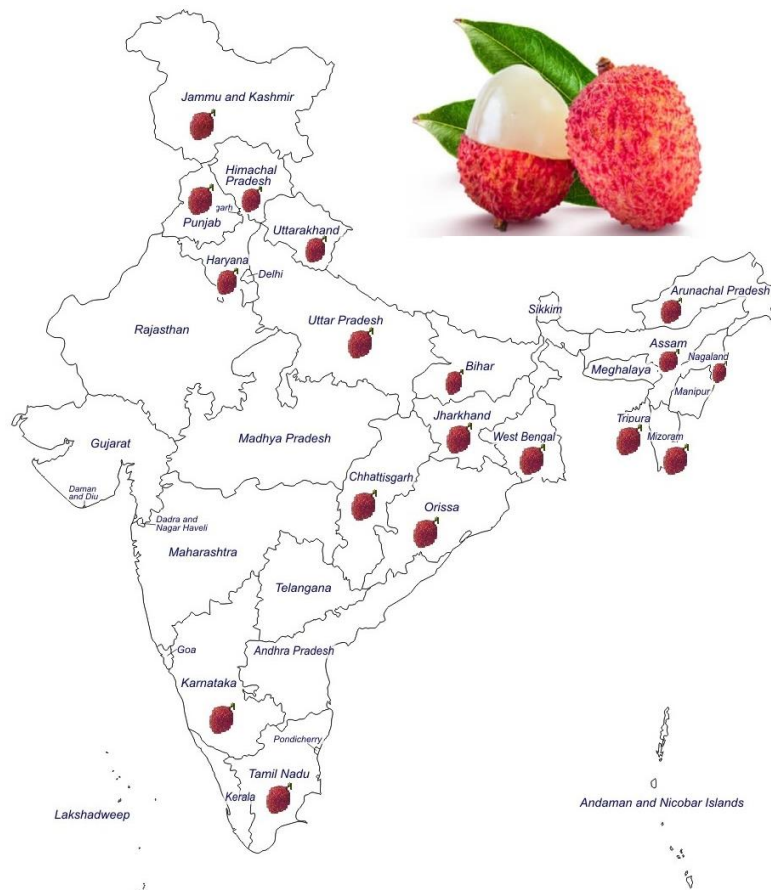 Jammu and Kashmir
Himachal
Pradesh
garh
Punjab
Uttarakhand
Haryana
Delhi
Arunachal Pradesh
Sikkim
Rajasthan
Uttar Pradesh
Assam
Nagaland
Bihar
Meghalaya
Manipur
Jharkhand
Tripura
Gujarat
Madhya Pradesh
West Bengal
Mizoram
Chhattisgarh
Daman
and Diu
Orissa
Dadra and
Nagar Haveli
Maharashtra
Telangana
Goa
Andhra Pradesh
Karnataka
Pondicherry
Tamil Nadu
Kerala
Lakshadweep
Andaman and Nicobar Islands